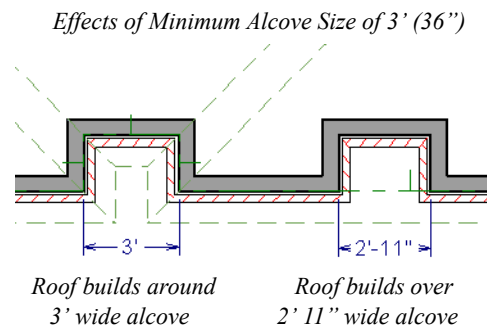 Effects of Minimum Alcove Size of 3’ (36”)
3'
2'-11"
Roof builds around
3’ wide alcove
Roof builds over
2’ 11” wide alcove